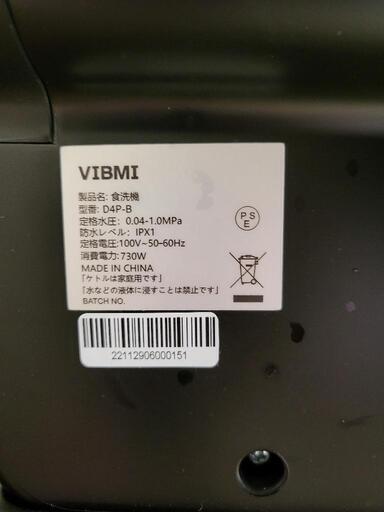 VIBMI
製品名: 食洗機
型番: D4P-B
定格水圧: 0.04-1.0MPa
防水レベル: IPX1
定格電圧:100V~50-60Hz
消費電力:730W
MADE IN CHINA
「ケトルは家庭用です」
「水などの液体に浸すことは禁止です」
BATCH NO.
P S
E
22112906000151